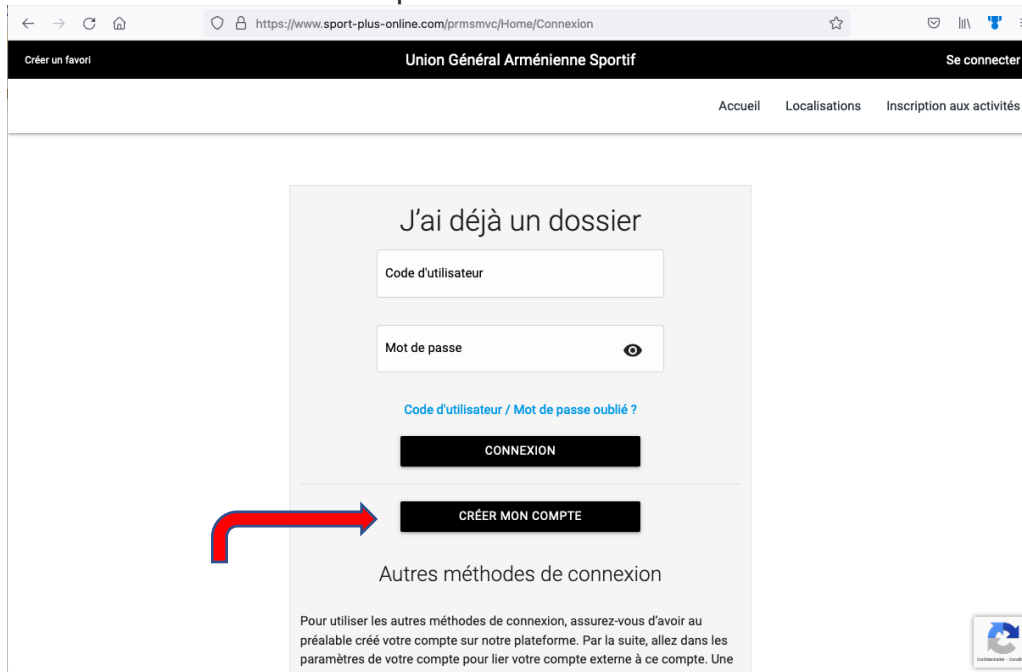 https://www.sport-plus-online.com/prmsmvc/Home/Connexion
Créer un favori
Union Général Arménienne Sportif
Se connecter
Accueil Localisations Inscription aux activités
J'ai déjà un dossier
Code d'utilisateur
Mot de passe
Code d'utilisateur / Mot de passe oublié ?
CONNEXION
CRÉER MON COMPTE
Autres méthodes de connexion
Pour utiliser les autres méthodes de connexion, assurez-vous d'avoir au
préalable créé votre compte sur notre plateforme. Par la suite, allez dans les
paramètres de votre compte pour lier votre compte externe à ce compte. Une